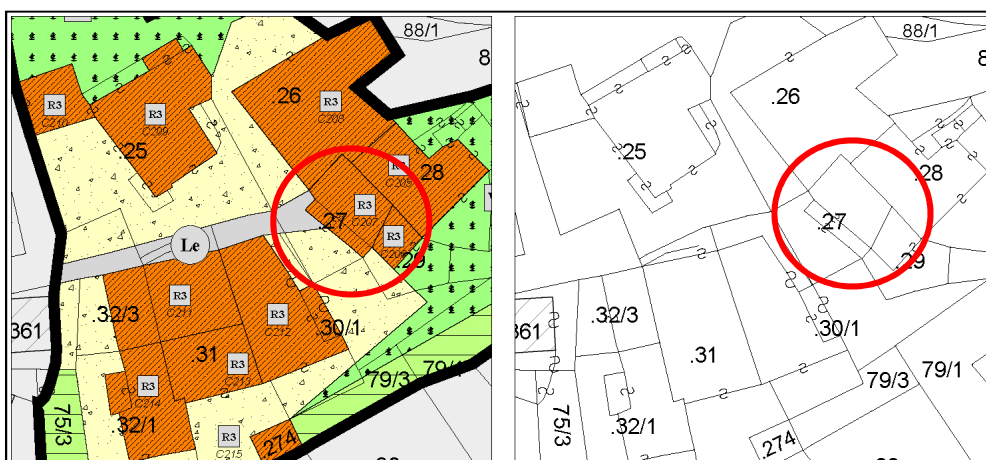 88/1
8
R3
C210
R3
C209
.26
R3
C208
.25
R3
C205
.28
R3
C207
.27
R3
.29
Le
R3
C211
R3
C212
.32/3
.30/1
361
.31
R3
C213
R3
C214
79/3
79/1
75/3
.32/1
R3
C215
.274
88/1
8
.26
.25
.28
.27
.29
.32/3
.30/1
361
.31
79/3
79/1
75/3
.32/1
.274